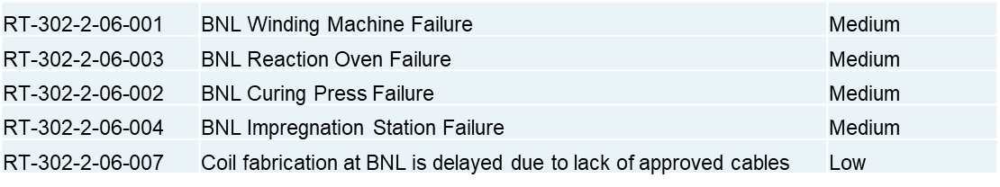 RT-302-2-06-001 BNL Winding Machine Failure Medium
RT-302-2-06-003 BNL Reaction Oven Failure Medium
RT-302-2-06-002 BNL Curing Press Failure Medium
RT-302-2-06-004 BNL Impregnation Station Failure Medium
RT-302-2-06-007 Coil fabrication at BNL is delayed due to lack of approved cables Low